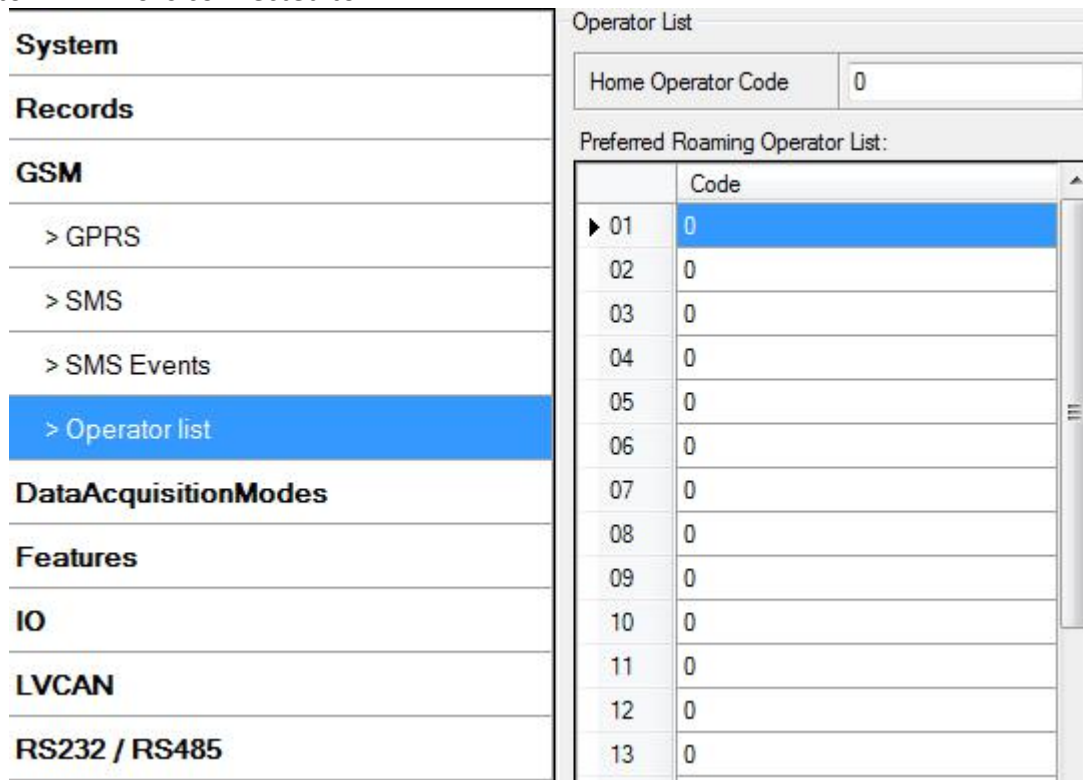 System
Records
GSM
> GPRS
> SMS
> SMS Events
> Operator list
DataAcquisitionModes
Features
IO
LVCAN
RS232 / RS485
Operator List
Home Operator Code 0
Preferred Roaming Operator List:
Code
01 0
02 0
03 0
04 0
05 0
06 0
07 0
08 0
09 0
10 0
11 0
12 0
13 0